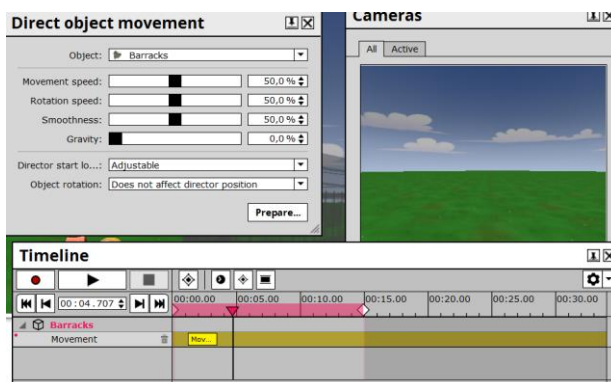 Direct object movement
Object: Barracks
Movement speed: 50,0 %
Rotation speed: 50,0 %
Smoothness: 50,0 %
Gravity: 0,0 %
Director start lo...: Adjustable
Object rotation: Does not affect director position
Prepare...
Cameras
All Active
Timeline
00:04.707 00:00.00 00:05.00 00:10.00 00:15.00 00:20.00 00:25.00 00:30.00
Barracks
Movement Mov...